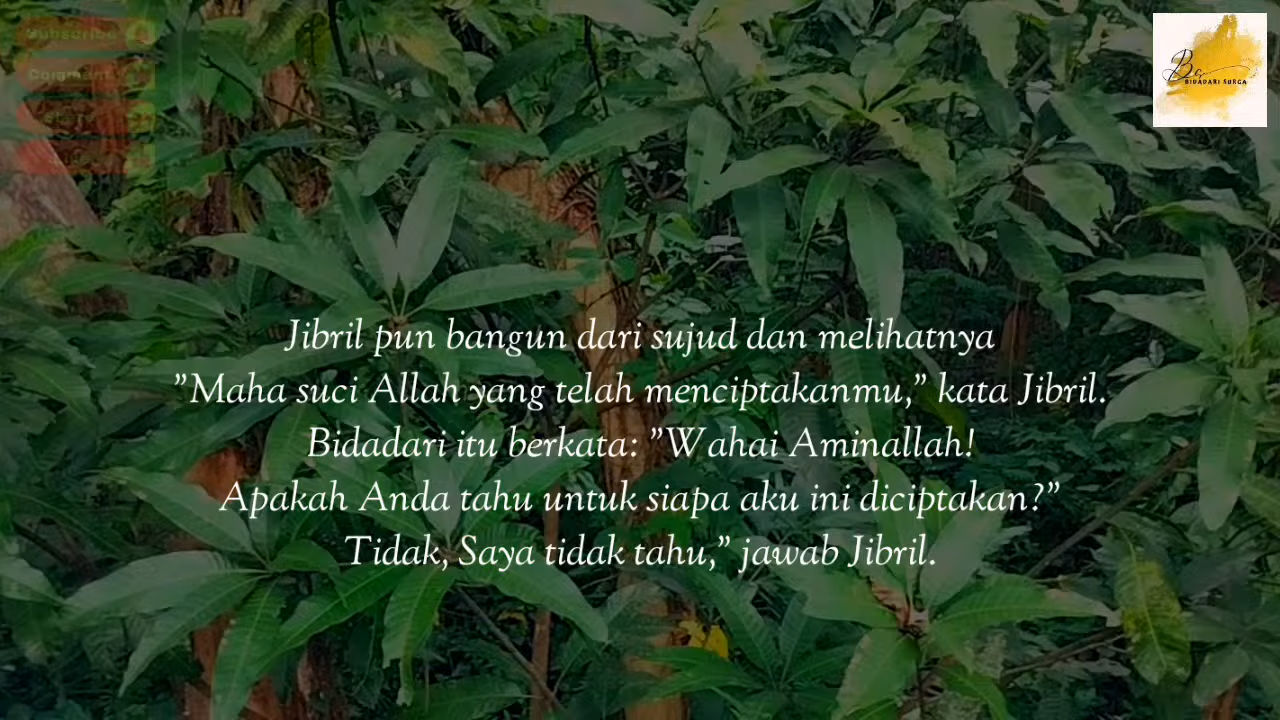 Subscribe
Comment
BIDADARI SURGA
Jibril pun bangun dari sujud dan melihatnya
”Maha suci Allah yang telah menciptakanmu,” kata Jibril.
Bidadari itu berkata: ”Wahai Aminallah!
Apakah Anda tahu untuk siapa aku ini diciptakan?”
Tidak, Saya tidak tahu,” jawab Jibril.